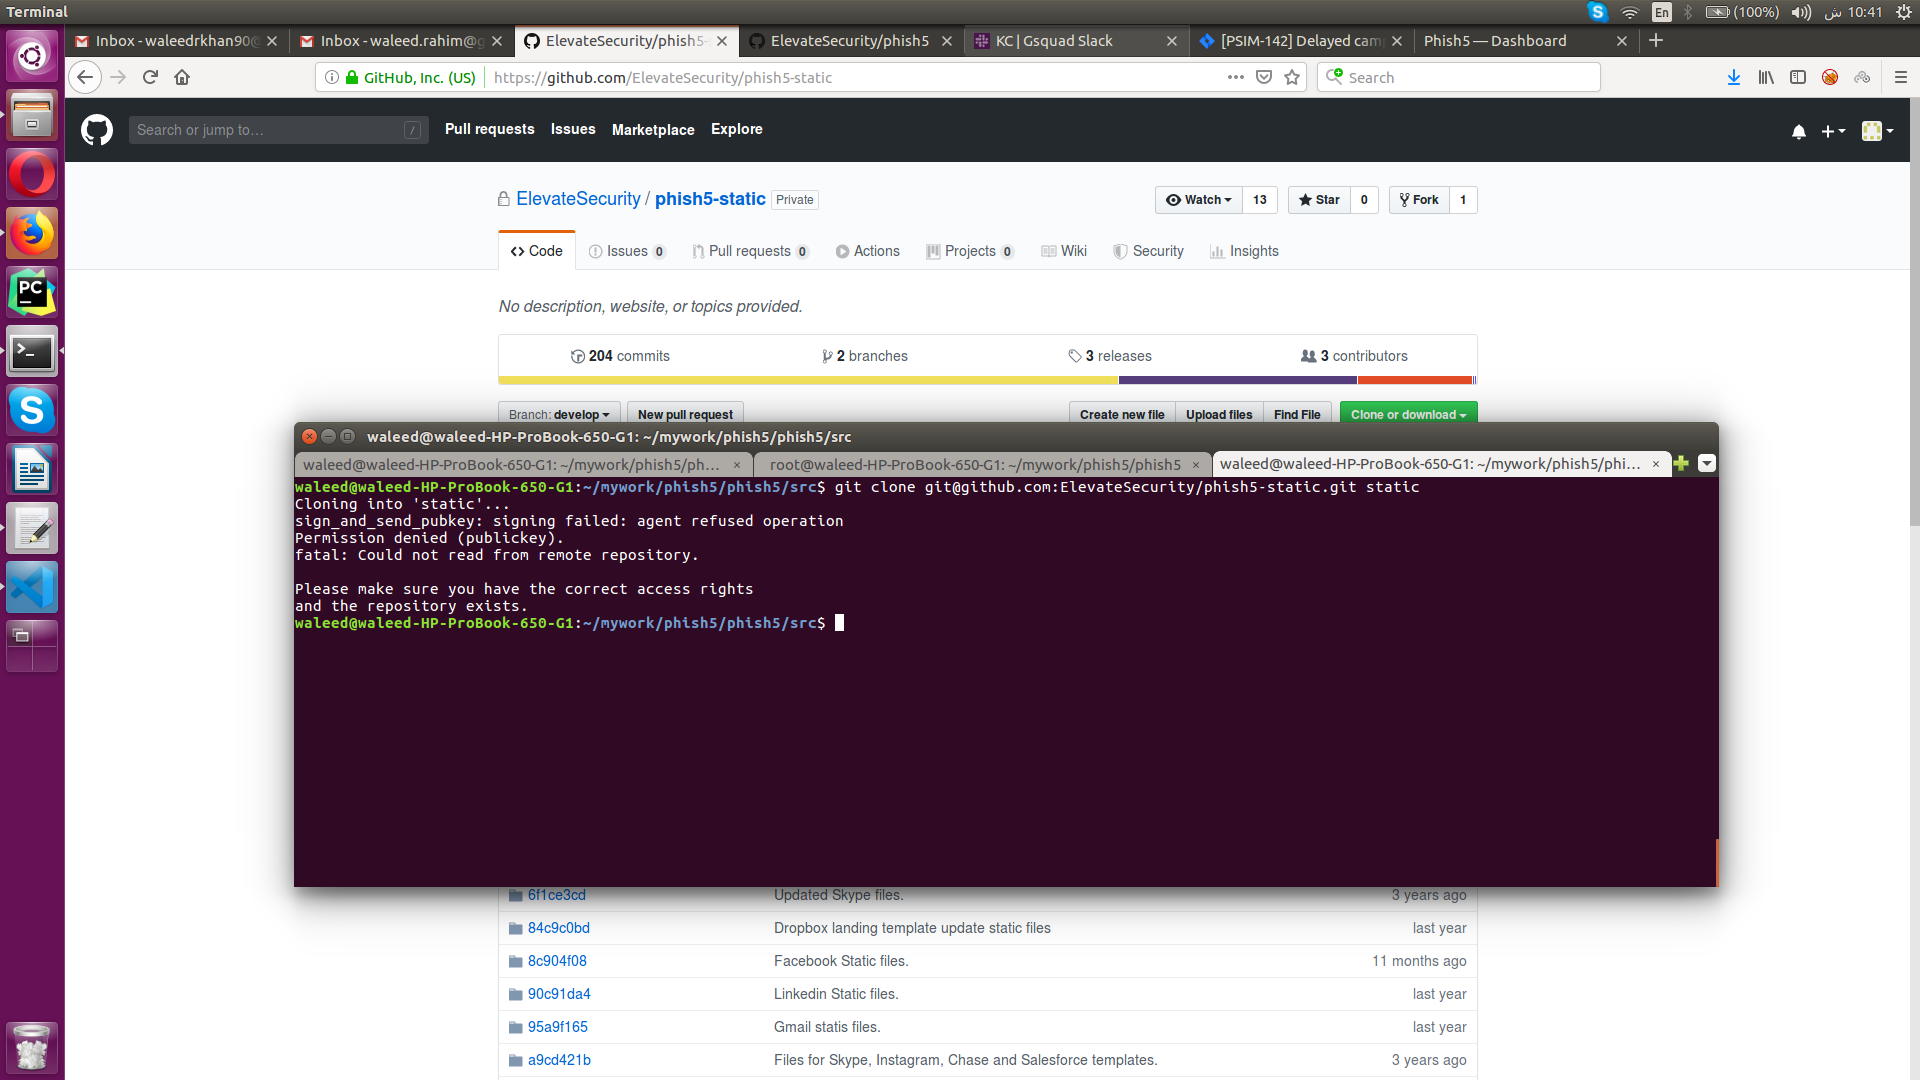 Terminal
En
(100%)
ش 10:41
Inbox - waleedrkhan90@
Inbox - waleed.rahim@g
ElevateSecurity/phish5-
ElevateSecurity/phish5
KC | Gsquad Slack
[PSIM-142] Delayed cam
Phish5 — Dashboard
GitHub, Inc. (US)
https://github.com/ElevateSecurity/phish5-static
Search
Search or jump to…
/
Pull requests
Issues
Marketplace
Explore
ElevateSecurity / phish5-static
Private
Watch
13
Star
0
Fork
1
Code
Issues 0
Pull requests 0
Actions
Projects 0
Wiki
Security
Insights
No description, website, or topics provided.
204 commits
2 branches
3 releases
3 contributors
Branch: develop
New pull request
Create new file
Upload files
Find File
Clone or download
waleed@waleed-HP-ProBook-650-G1: ~/mywork/phish5/phish5/src
waleed@waleed-HP-ProBook-650-G1: ~/mywork/phish5/ph...
root@waleed-HP-ProBook-650-G1: ~/mywork/phish5/phish5
waleed@waleed-HP-ProBook-650-G1: ~/mywork/phish5/phi...
waleed@waleed-HP-ProBook-650-G1:~/mywork/phish5/phish5/src$ git clone git@github.com:ElevateSecurity/phish5-static.git static
Cloning into 'static'...
sign_and_send_pubkey: signing failed: agent refused operation
Permission denied (publickey).
fatal: Could not read from remote repository.
Please make sure you have the correct access rights
and the repository exists.
waleed@waleed-HP-ProBook-650-G1:~/mywork/phish5/phish5/src$
6f1ce3cd
Updated Skype files.
3 years ago
84c9c0bd
Dropbox landing template update static files
last year
8c904f08
Facebook Static files.
11 months ago
90c91da4
Linkedin Static files.
last year
95a9f165
Gmail statis files.
last year
a9cd421b
Files for Skype, Instagram, Chase and Salesforce templates.
3 years ago
PC